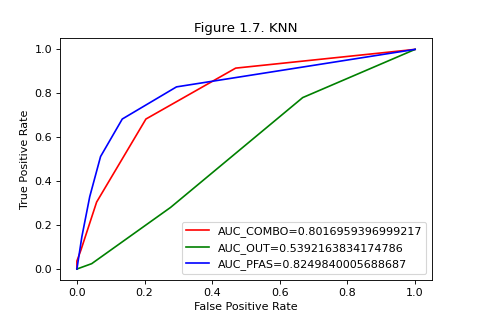 Figure 1.7. KNN
True Positive Rate
1.0
0.8
0.6
0.4
0.2
0.0
AUC_COMBO=0.8016959396999217
AUC_OUT=0.5392163834174786
AUC_PFAS=0.8249840005688687
0.0 0.2 0.4 0.6 0.8 1.0
False Positive Rate